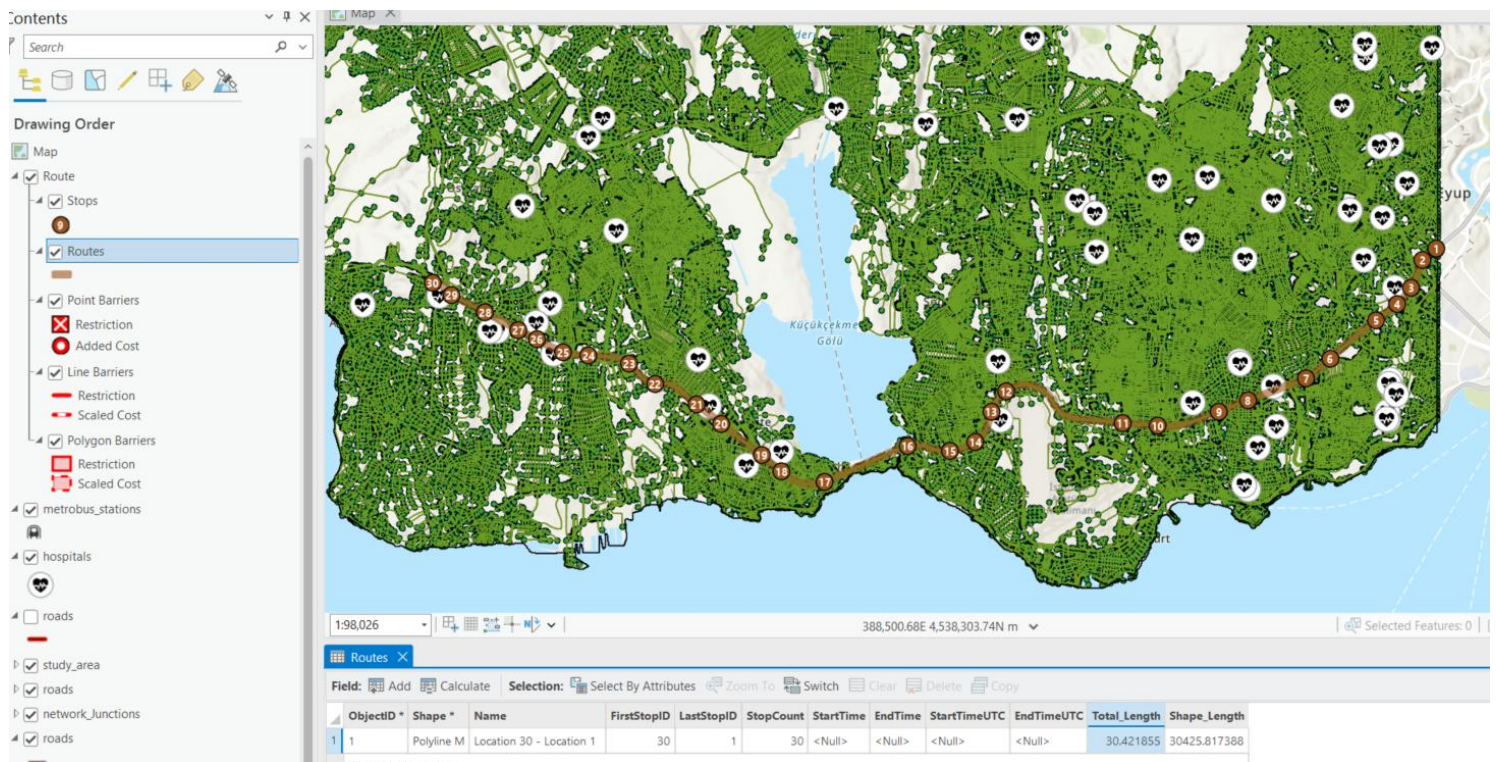 Contents
Search
Drawing Order
Map
Route
Stops
9
Routes
Point Barriers
Restriction
Added Cost
Line Barriers
Restriction
Scaled Cost
Polygon Barriers
Restriction
Scaled Cost
metrobus_stations
hospitals
roads
study_area
roads
network_Junctions
roads
Map
Eyup
Küçükçekme
Gölü
1
2
3
4
5
6
7
8
9
10
11
12
13
14
15
16
17
18
19
20
21
22
23
24
25
26
27
28
29
30
1:98,026
388,500.68E 4,538,303.74N m
Selected Features: 0
Routes
Field: Add Calculate Selection: Select By Attributes Zoom To Switch Clear Delete Copy
ObjectID * Shape * Name FirstStopID LastStopID StopCount StartTime EndTime StartTimeUTC EndTimeUTC Total_Length Shape_Length
1 1 Polyline M Location 30 - Location 1 30 1 30 <Null> <Null> <Null> <Null> 30.421855 30425.817388